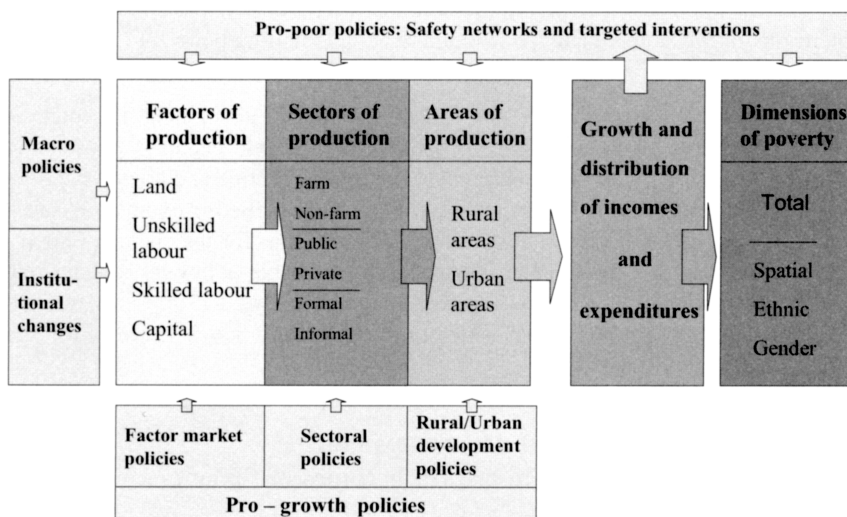 Pro-poor policies: Safety networks and targeted interventions
Macro
policies
Institu-
tional
changes
Factors of
production
Land
Unskilled
labour
Skilled labour
Capital
Sectors of
production
Farm
Non-farm
Public
Private
Formal
Informal
Areas of
production
Rural
areas
Urban
areas
Growth and
distribution
of incomes
and
expenditures
Dimensions
of poverty
Total
Spatial
Ethnic
Gender
Factor market
policies
Sectoral
policies
Rural/Urban
development
policies
Pro – growth policies